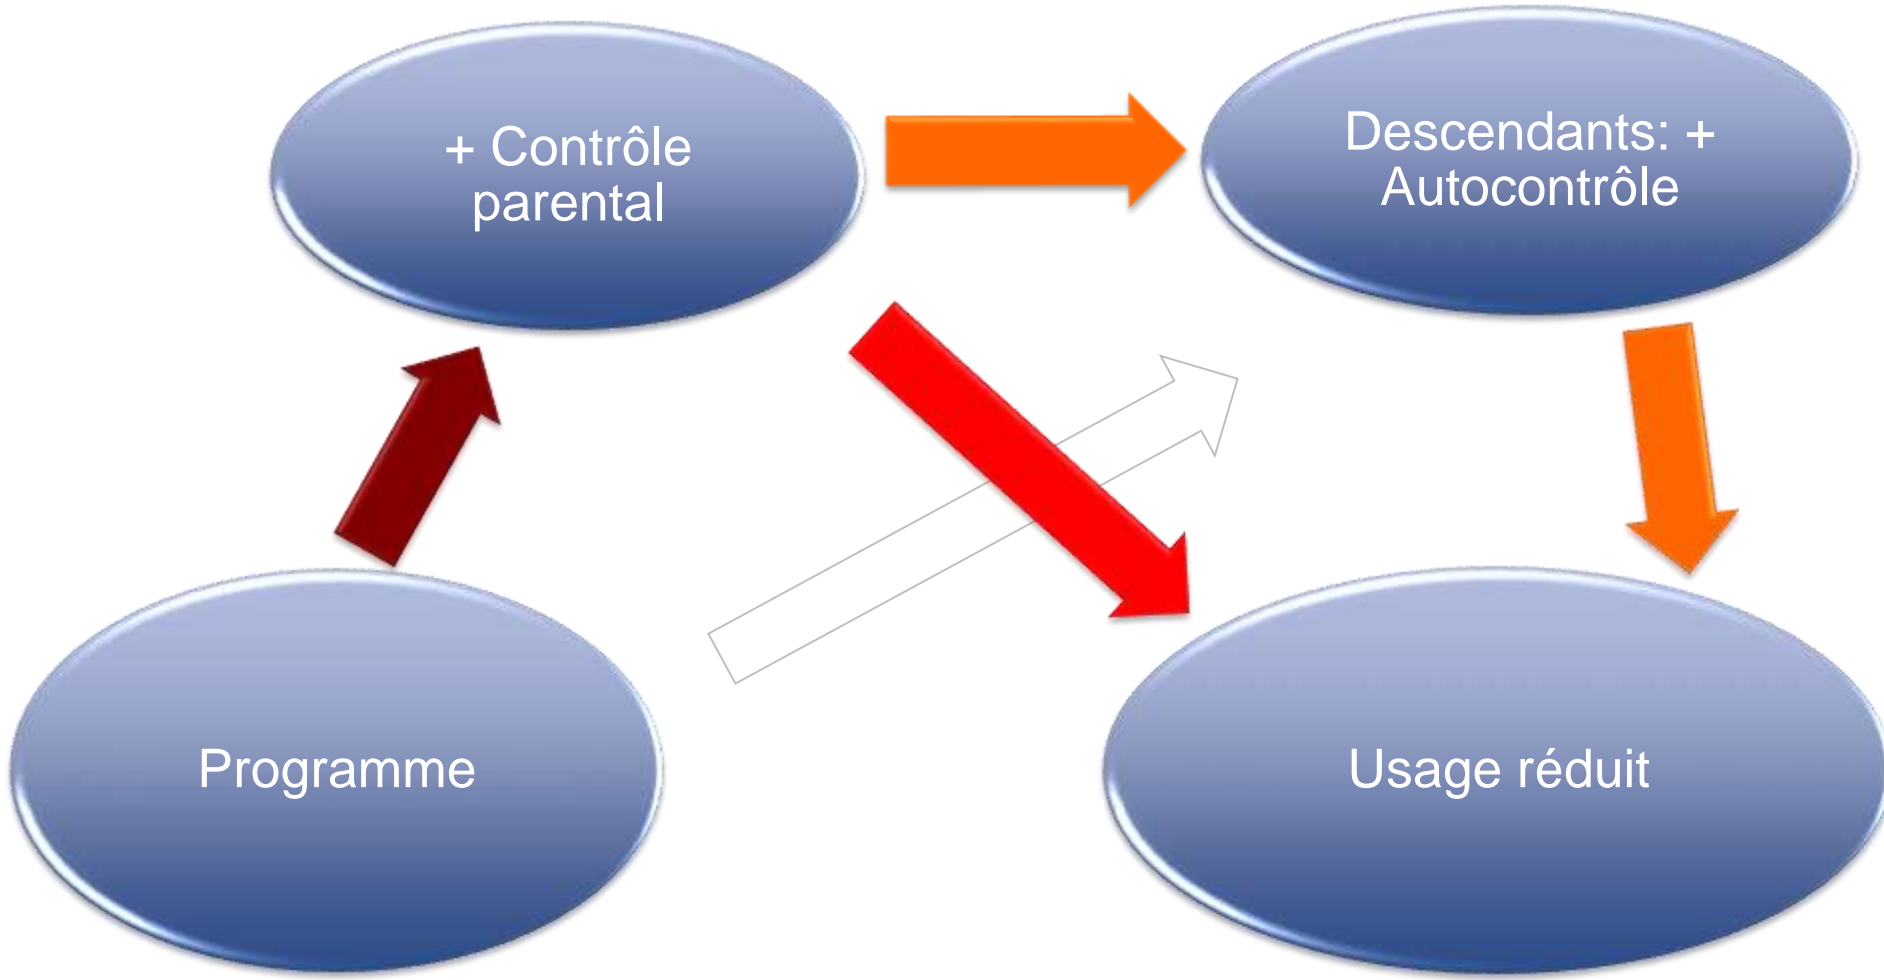 + Contrôle
parental
Descendants: +
Autocontrôle
Programme
Usage réduit